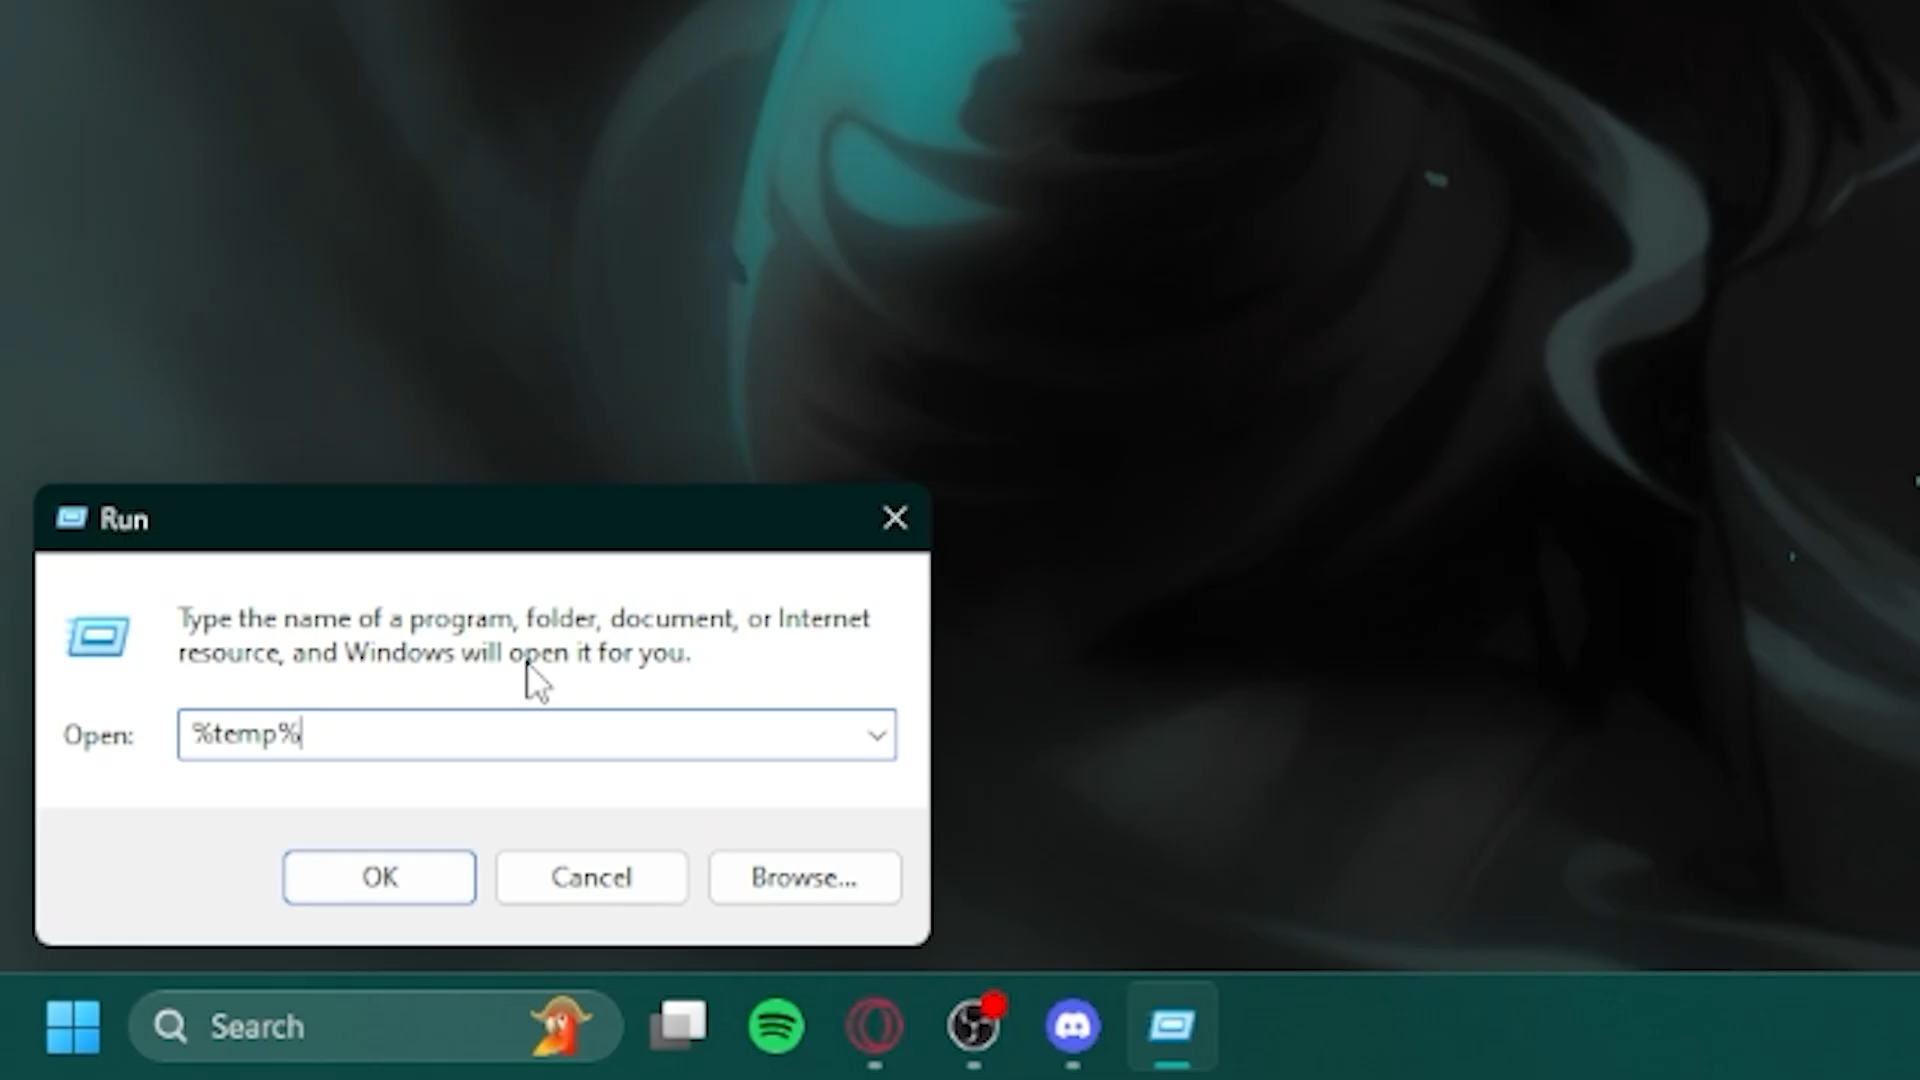 Run
Type the name of a program, folder, document, or Internet
resource, and Windows will open it for you.
Open:
%temp%
OK
Cancel
Browse...
Search